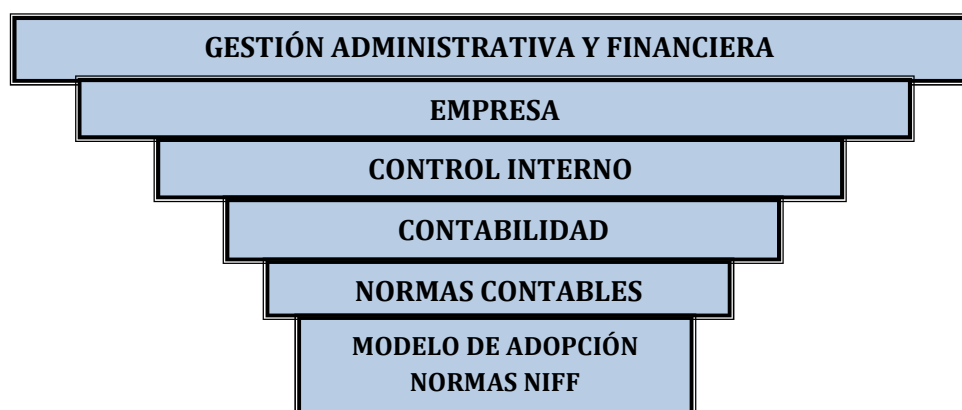 GESTIÓN ADMINISTRATIVA Y FINANCIERA
EMPRESA
CONTROL INTERNO
CONTABILIDAD
NORMAS CONTABLES
MODELO DE ADOPCIÓN
NORMAS NIFF